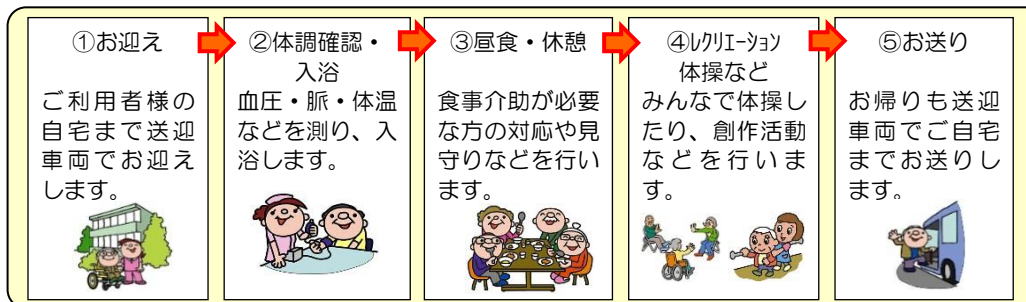 ①お迎え
ご利用者様の
自宅まで送迎
車両でお迎え
します。
②体調確認・
入浴
血圧・脈・体温
などを測り、入
浴します。
③昼食・休憩
食事介助が必要
な方の対応や見
守りなどを行い
ます。
④ﾚｸﾘｴｰｼｮﾝ
体操など
みんなで体操し
たり、創作活動
などを行いま
す。
⑤お送り
お帰りも送迎
車両でご自宅
までお送りし
ます。